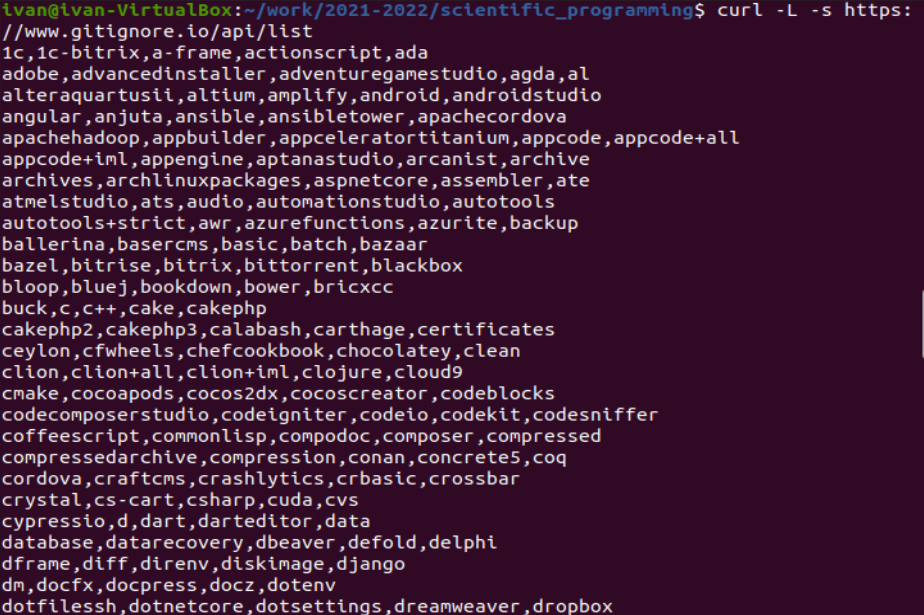 ivan@ivan-VirtualBox:~/work/2021-2022/scientific_programming$ curl -L -s https:
//www.gitignore.io/api/list
1c,1c-bitrix,a-frame,actionscript,ada
adobe,advancedinstaller,adventuregamestudio,agda,al
alteraquartusii,altium,amplify,android,androidstudio
angular,anjuta,ansible,ansibletower,apachecordova
apachehadoop,appbuilder,appceleratortitanium,appcode,appcode+all
appcode+iml,appengine,aptanastudio,arcanist,archive
archives,archlinuxpackages,aspnetcore,assembler,ate
atmelstudio,ats,audio,automationstudio,autotools
autotools+strict,awr,azurefunctions,azurite,backup
ballerina,basercms,basic,batch,bazaar
bazel,bitrise,bitrix,bittorrent,blackbox
bloop,bluej,bookdown,bower,bricxcc
buck,c,c++,cake,cakephp
cakephp2,cakephp3,calabash,carthage,certificates
ceylon,cfwheels,chefcookbook,chocolatey,clean
clion,clion+all,clion+iml,clojure,cloud9
cmake,cocoapods,cocos2dx,cocoscreator,codeblocks
codecomposerstudio,codeigniter,codeio,codekit,codesniffer
coffeescript,commonlisp,compodoc,composer,compressed
compressedarchive,compression,conan,concrete5,coq
cordova,craftcms,crashlytics,crbasic,crossbar
crystal,cs-cart,csharp,cuda,cvs
cypressio,d,dart,darteditor,data
database,datarecovery,dbeaver,defold,delphi
dframe,diff,direnv,diskimage,django
dm,docfx,docpress,docz,dotenv
dotfilessh,dotnetcore,dotsettings,dreamweaver,dropbox